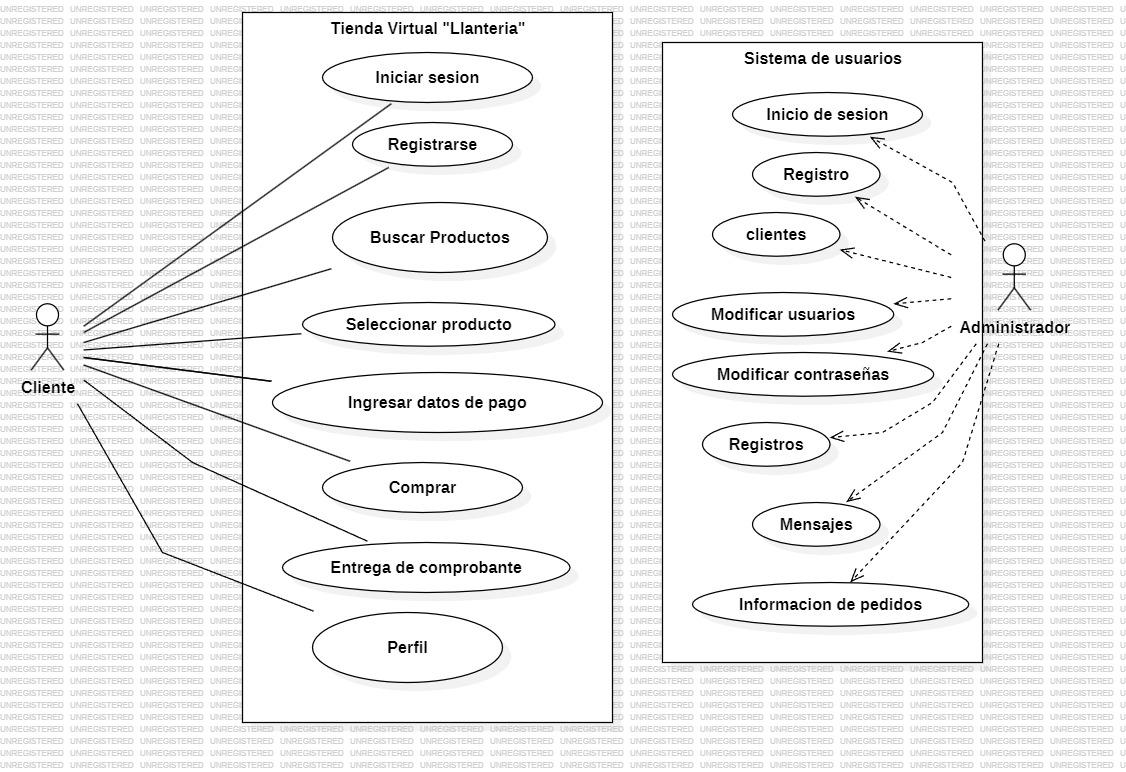 Tienda Virtual "Llanteria"
Iniciar sesion
Registrarse
Buscar Productos
Seleccionar producto
Ingresar datos de pago
Comprar
Entrega de comprobante
Perfil
Cliente
Sistema de usuarios
Inicio de sesion
Registro
clientes
Modificar usuarios
Modificar contraseñas
Registros
Mensajes
Informacion de pedidos
Administrador
UNREGISTERED